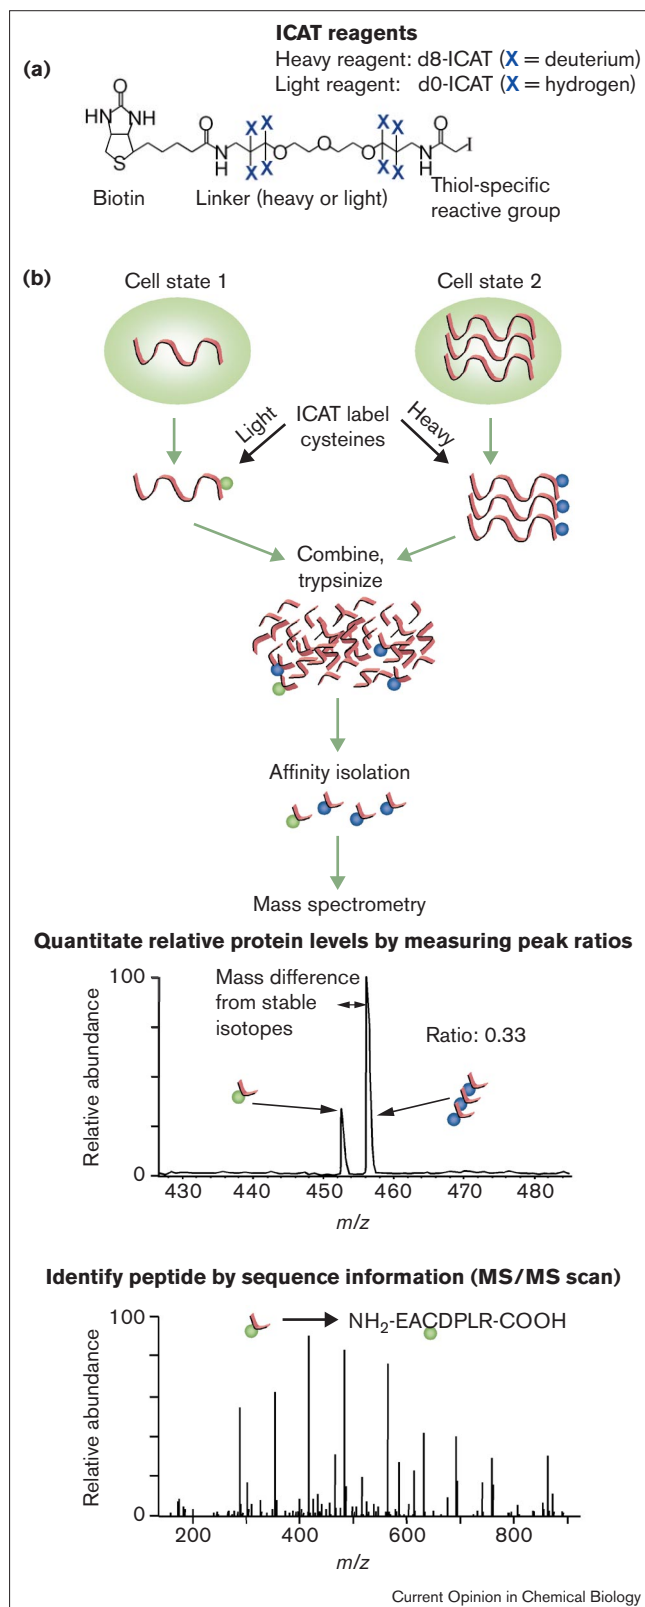 ICAT reagents
(a)
Heavy reagent: d8-ICAT (X = deuterium)
Light reagent: d0-ICAT (X = hydrogen)
O
HN NH
S
O
N
H
X X
X X
O
O
O
X X
X X
N
H
O
I
Biotin
Linker (heavy or light)
Thiol-specific
reactive group
(b)
Cell state 1
Cell state 2
Light
ICAT label
cysteines
Heavy
Combine,
trypsinize
Affinity isolation
Mass spectrometry
Quantitate relative protein levels by measuring peak ratios
Relative abundance
100
0
Mass difference
from stable
isotopes
Ratio: 0.33
430 450 460 470 480
m/z
Identify peptide by sequence information (MS/MS scan)
Relative abundance
100
0
NH2-EACDPLR-COOH
200 400 600 800
m/z
Current Opinion in Chemical Biology